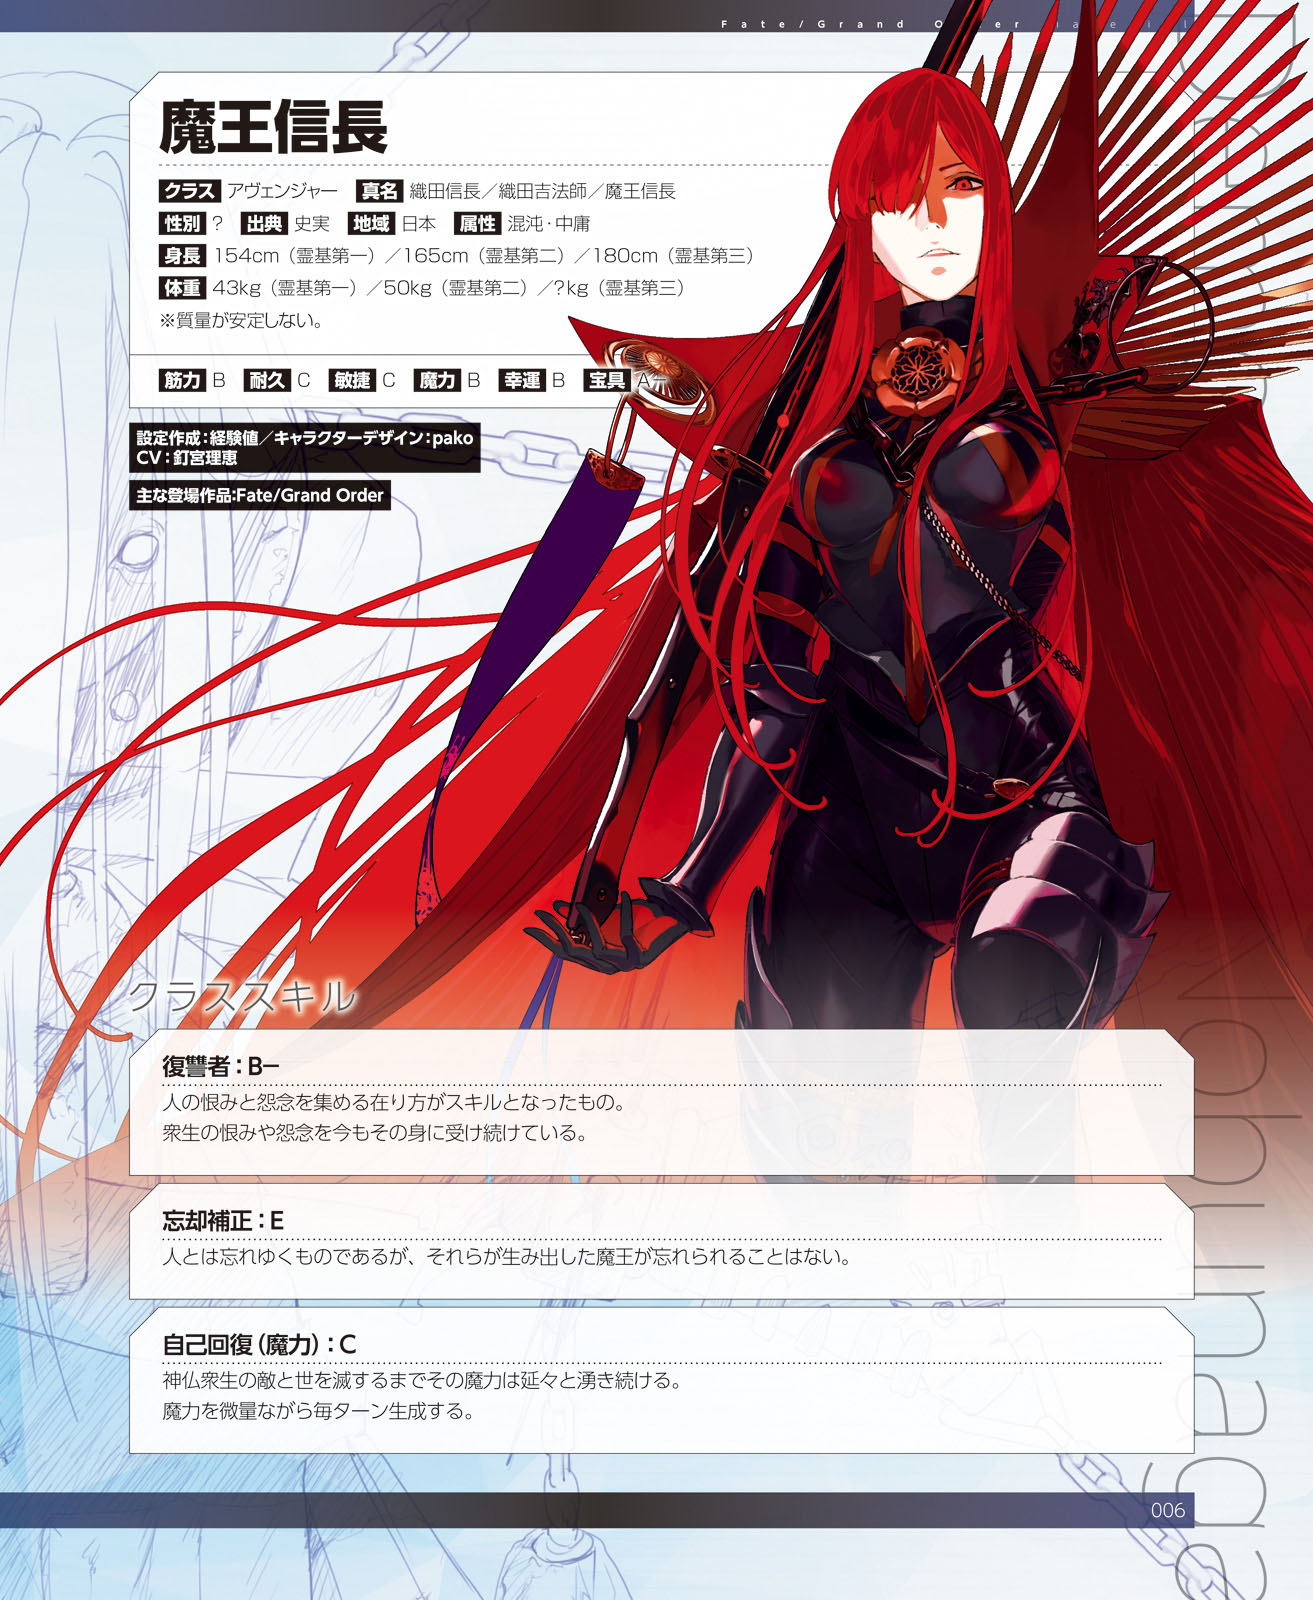 Fate/Grand Order
魔王信長
クラス アヴェンジャー 真名 織田信長／織田吉法師／魔王信長
性別 ? 出典 史実 地域 日本 属性 混沌・中庸
身長 154cm（霊基第一）／165cm（霊基第二）／180cm（霊基第三）
体重 43kg（霊基第一）／50kg（霊基第二）／?kg（霊基第三）
※質量が安定しない。
筋力 B 耐久 C 敏捷 C 魔力 B 幸運 B 宝具 A−
設定作成：経験値／キャラクターデザイン：pako
CV：釘宮理恵
主な登場作品：Fate/Grand Order
クラススキル
復讐者：B−
人の恨みと怨念を集める在り方がスキルとなったもの。
衆生の恨みや怨念を今もその身に受け続けている。
忘却補正：E
人とは忘れゆくものであるが、それらが生み出した魔王が忘れられることはない。
自己回復（魔力）：C
神仏衆生の敵と世を滅するまでその魔力は延々と湧き続ける。
魔力を微量ながら毎ターン生成する。
006
Nobunaga